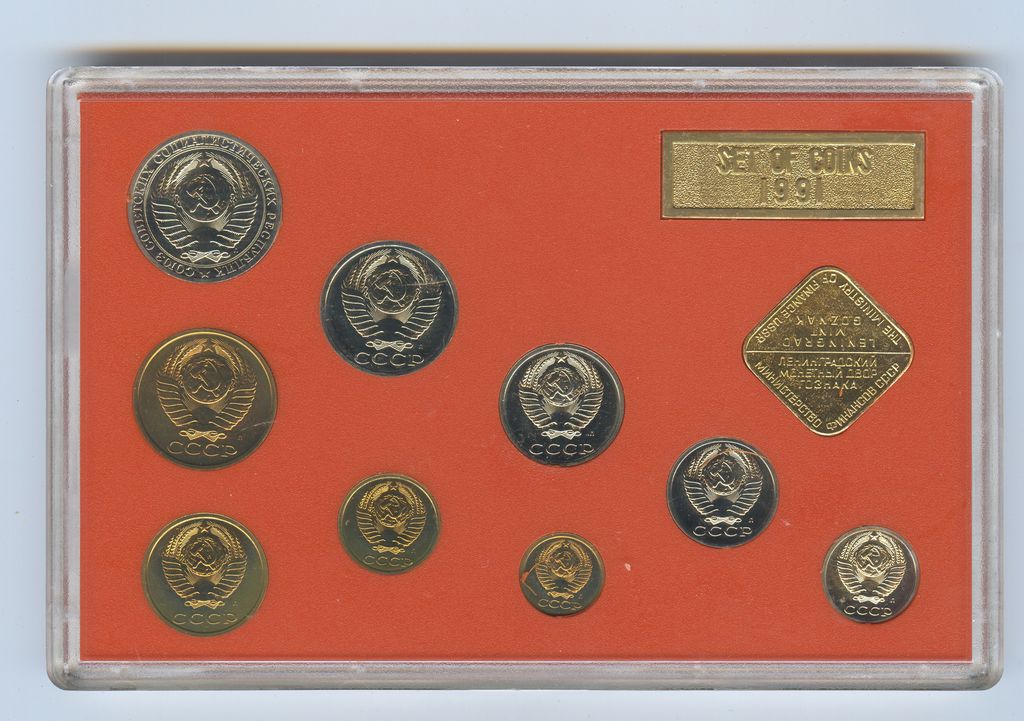 СОЮЗ СОВЕТСКИХ СОЦИАЛИСТИЧЕСКИХ РЕСПУБЛИК ★
SET OF COINS
1991
СССР
СССР
СССР
THE MINISTRY OF FINANCE USSR
GOZNAK
MINT
LENINGRAD
ЛЕНИНГРАДСКИЙ
МОНЕТНЫЙ ДВОР
ГОЗНАКА
МИНИСТЕРСТВО ФИНАНСОВ СССР
СССР
СССР
СССР
СССР
СССР